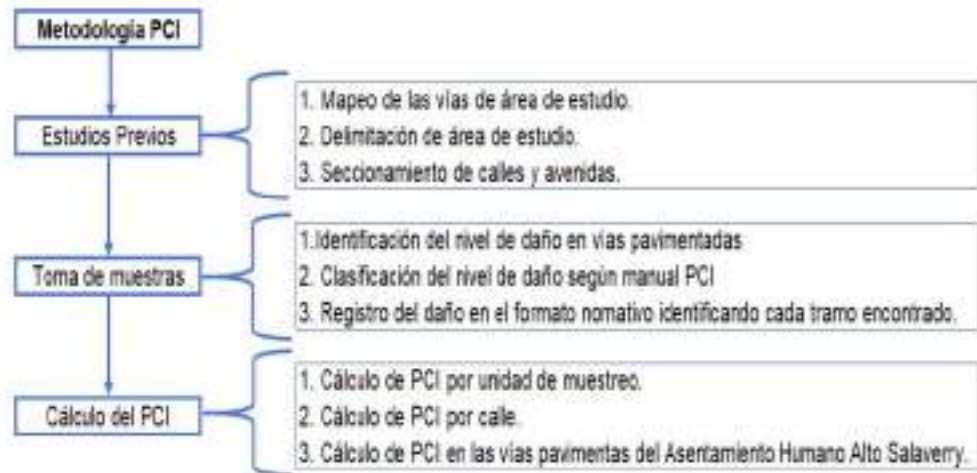 Metodología PCI
Estudios Previos
1. Mapeo de las vías de área de estudio.
2. Delimitación de área de estudio.
3. Seccionamiento de calles y avenidas.
Toma de muestras
1.Identificación del nivel de daño en vías pavimentadas
2. Clasificación del nivel de daño según manual PCI
3. Registro del daño en el formato nomativo identificando cada tramo encontrado.
Cálculo del PCI
1. Cálculo de PCI por unidad de muestreo.
2. Cálculo de PCI por calle.
3. Cálculo de PCI en las vías pavimentas del Asentamiento Humano Alto Salaverry.